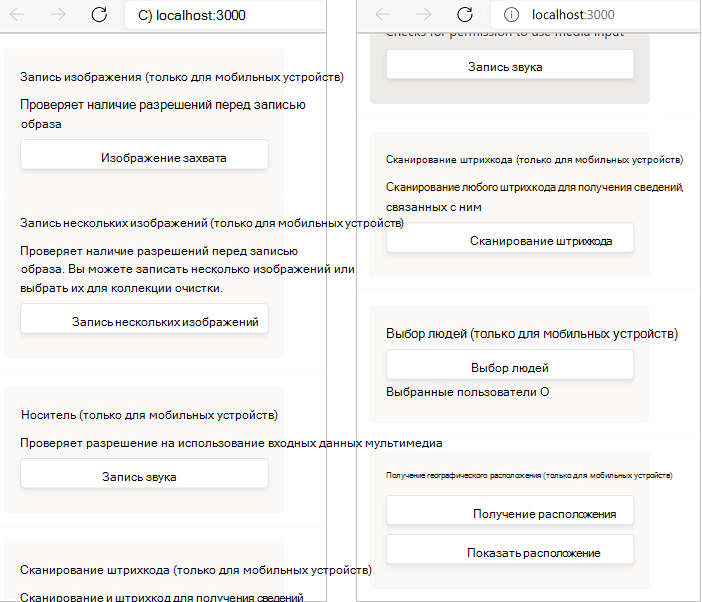 C) localhost:3000
Запись изображения (только для мобильных устройств)
Проверяет наличие разрешений перед записью
образа
Изображение захвата
Запись нескольких изображений (только для мобильных устройств)
Проверяет наличие разрешений перед записью
образа. Вы можете записать несколько изображений или
выбрать их для коллекции очистки.
Запись нескольких изображений
Носитель (только для мобильных устройств)
Проверяет разрешение на использование входных данных мультимедиа
Запись звука
Сканирование штрихкода (только для мобильных устройств)
Сканирование и штрихкод для получения сведений
localhost:3000
Checks for permission to use media input
Запись звука
Сканирование штрихкода (только для мобильных устройств)
Сканирование любого штрихкода для получения сведений,
связанных с ним
Сканирование штрихкода
Выбор людей (только для мобильных устройств)
Выбор людей
Выбранные пользователи О
Получение географического расположения (только для мобильных устройств)
Получение расположения
Показать расположение